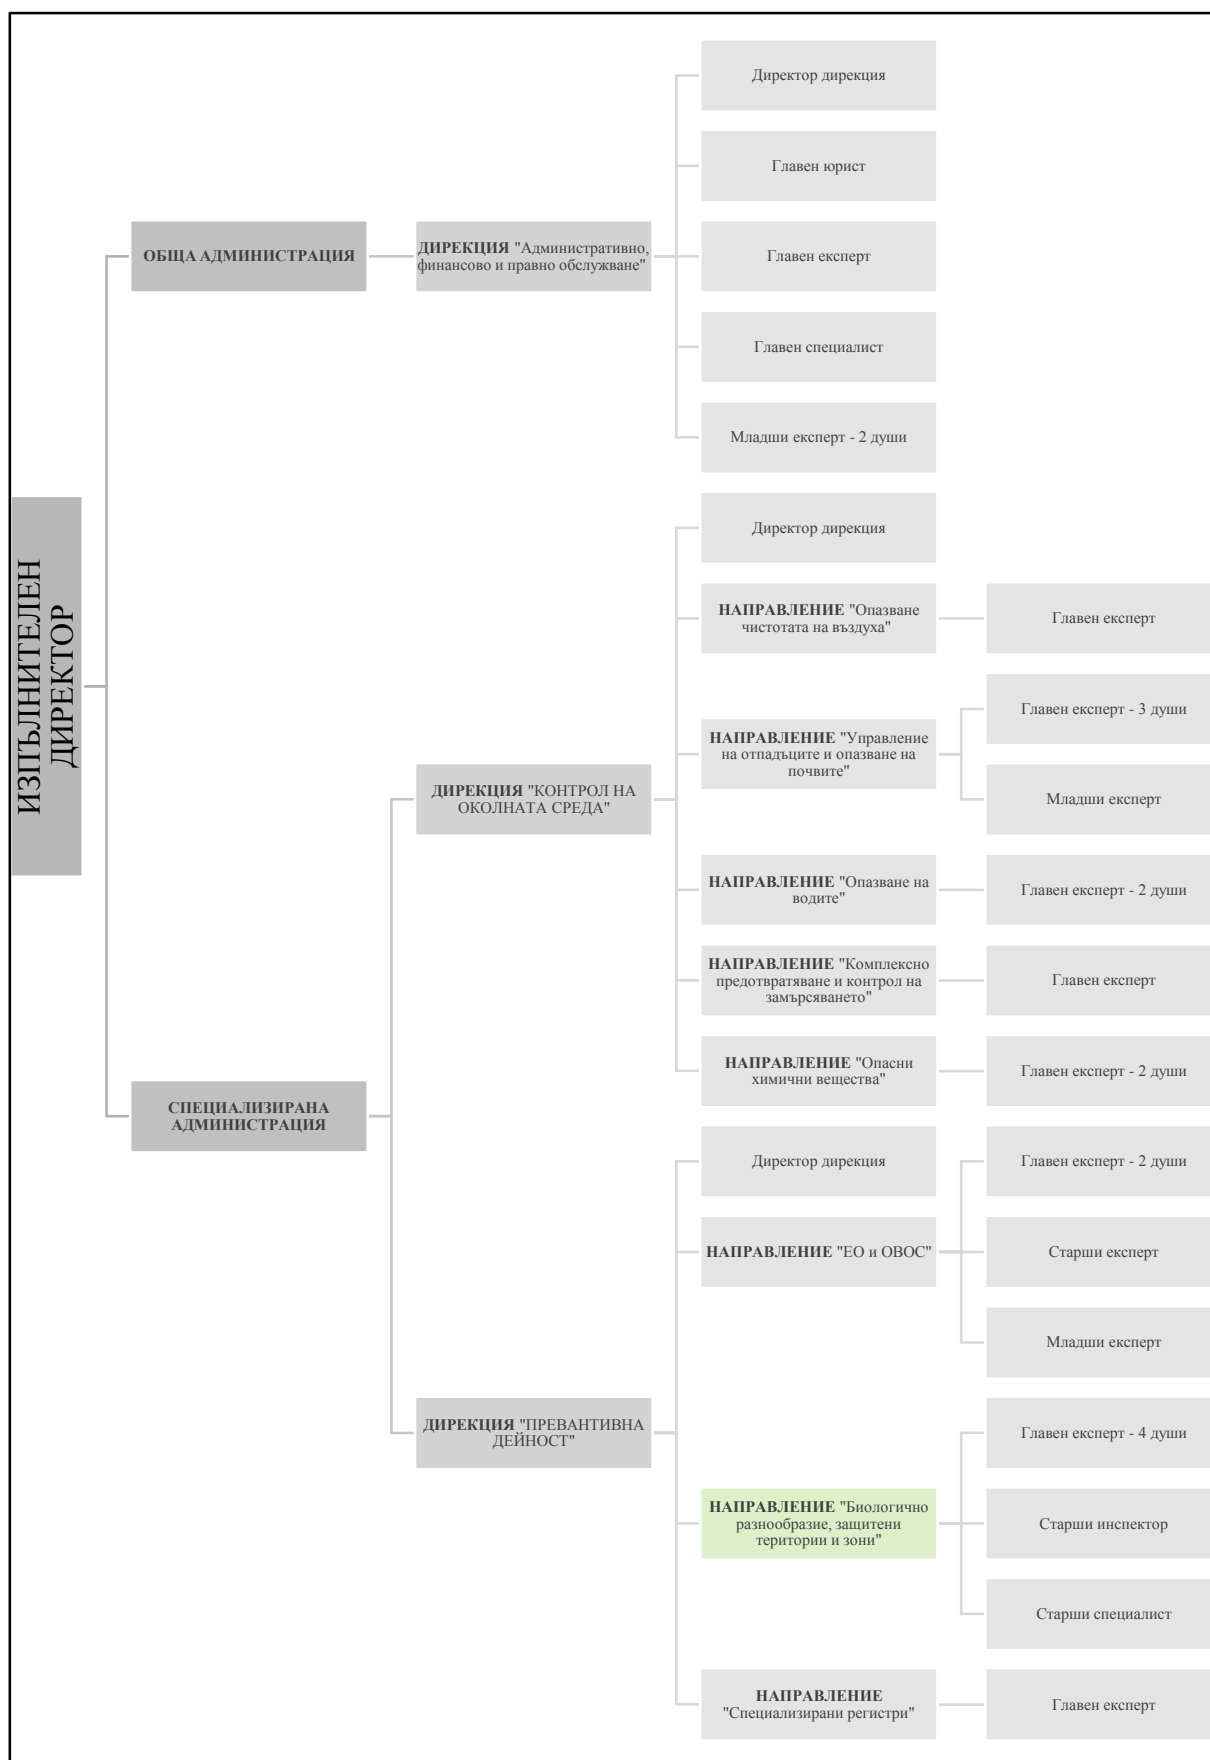 ИЗПЪЛНИТЕЛЕН
ДИРЕКТОР
ОБЩА АДМИНИСТРАЦИЯ
ДИРЕКЦИЯ "Административно,
финансово и правно обслужване"
Директор дирекция
Главен юрист
Главен експерт
Главен специалист
Младши експерт - 2 души
СПЕЦИАЛИЗИРАНА
АДМИНИСТРАЦИЯ
ДИРЕКЦИЯ "КОНТРОЛ НА
ОКОЛНАТА СРЕДА"
Директор дирекция
НАПРАВЛЕНИЕ "Опазване
чистотата на въздуха"
Главен експерт
НАПРАВЛЕНИЕ "Управление
на отпадъците и опазване на
почвите"
Главен експерт - 3 души
Младши експерт
НАПРАВЛЕНИЕ "Опазване на
водите"
Главен експерт - 2 души
НАПРАВЛЕНИЕ "Комплексно
предотвратяване и контрол на
замърсяването"
Главен експерт
НАПРАВЛЕНИЕ "Опасни
химични вещества"
Главен експерт - 2 души
ДИРЕКЦИЯ "ПРЕВАНТИВНА
ДЕЙНОСТ"
Директор дирекция
НАПРАВЛЕНИЕ "ЕО и ОВОС"
Главен експерт - 2 души
Старши експерт
Младши експерт
НАПРАВЛЕНИЕ "Биологично
разнообразие, защитени
територии и зони"
Главен експерт - 4 души
Старши инспектор
Старши специалист
НАПРАВЛЕНИЕ
"Специализирани регистри"
Главен експерт